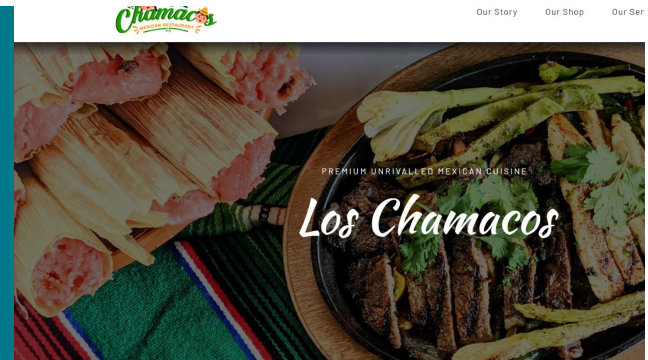 Chamacos
MEXICAN RESTAURANT
Our Story Our Shop Our Ser
PREMIUM UNRIVALLED MEXICAN CUISINE
Los Chamacos